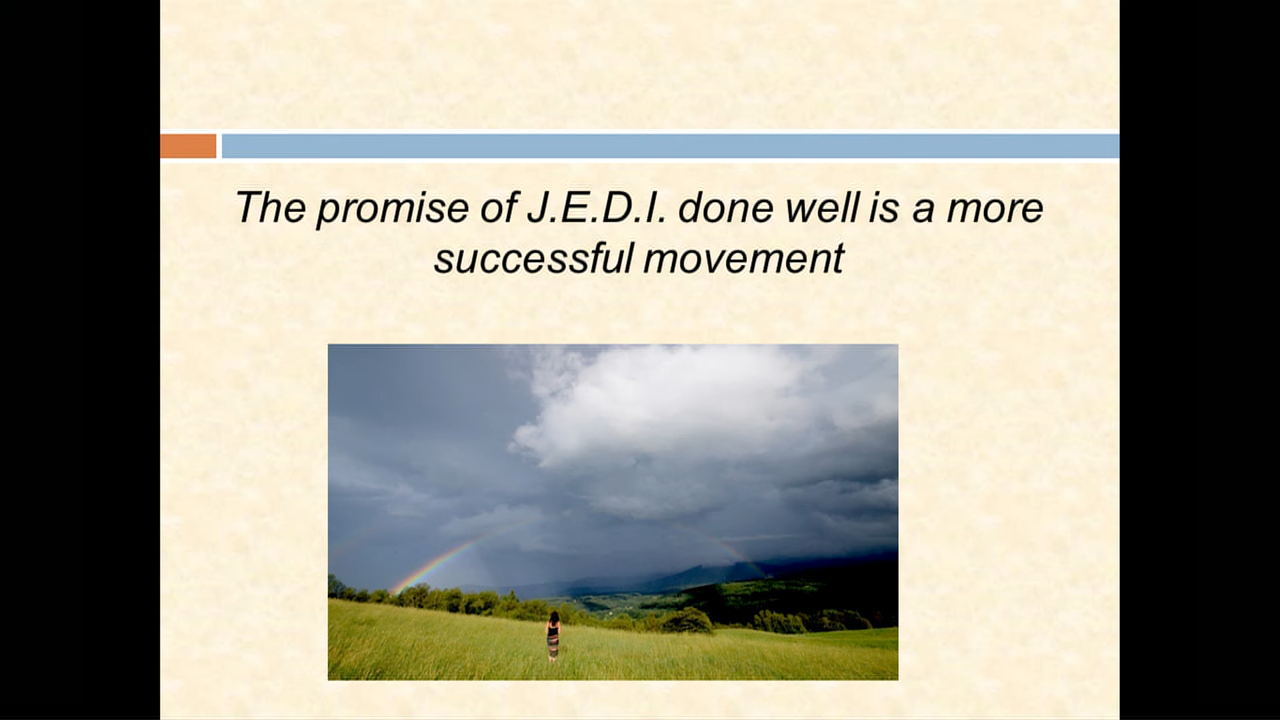 The promise of J.E.D.I. done well is a more
successful movement